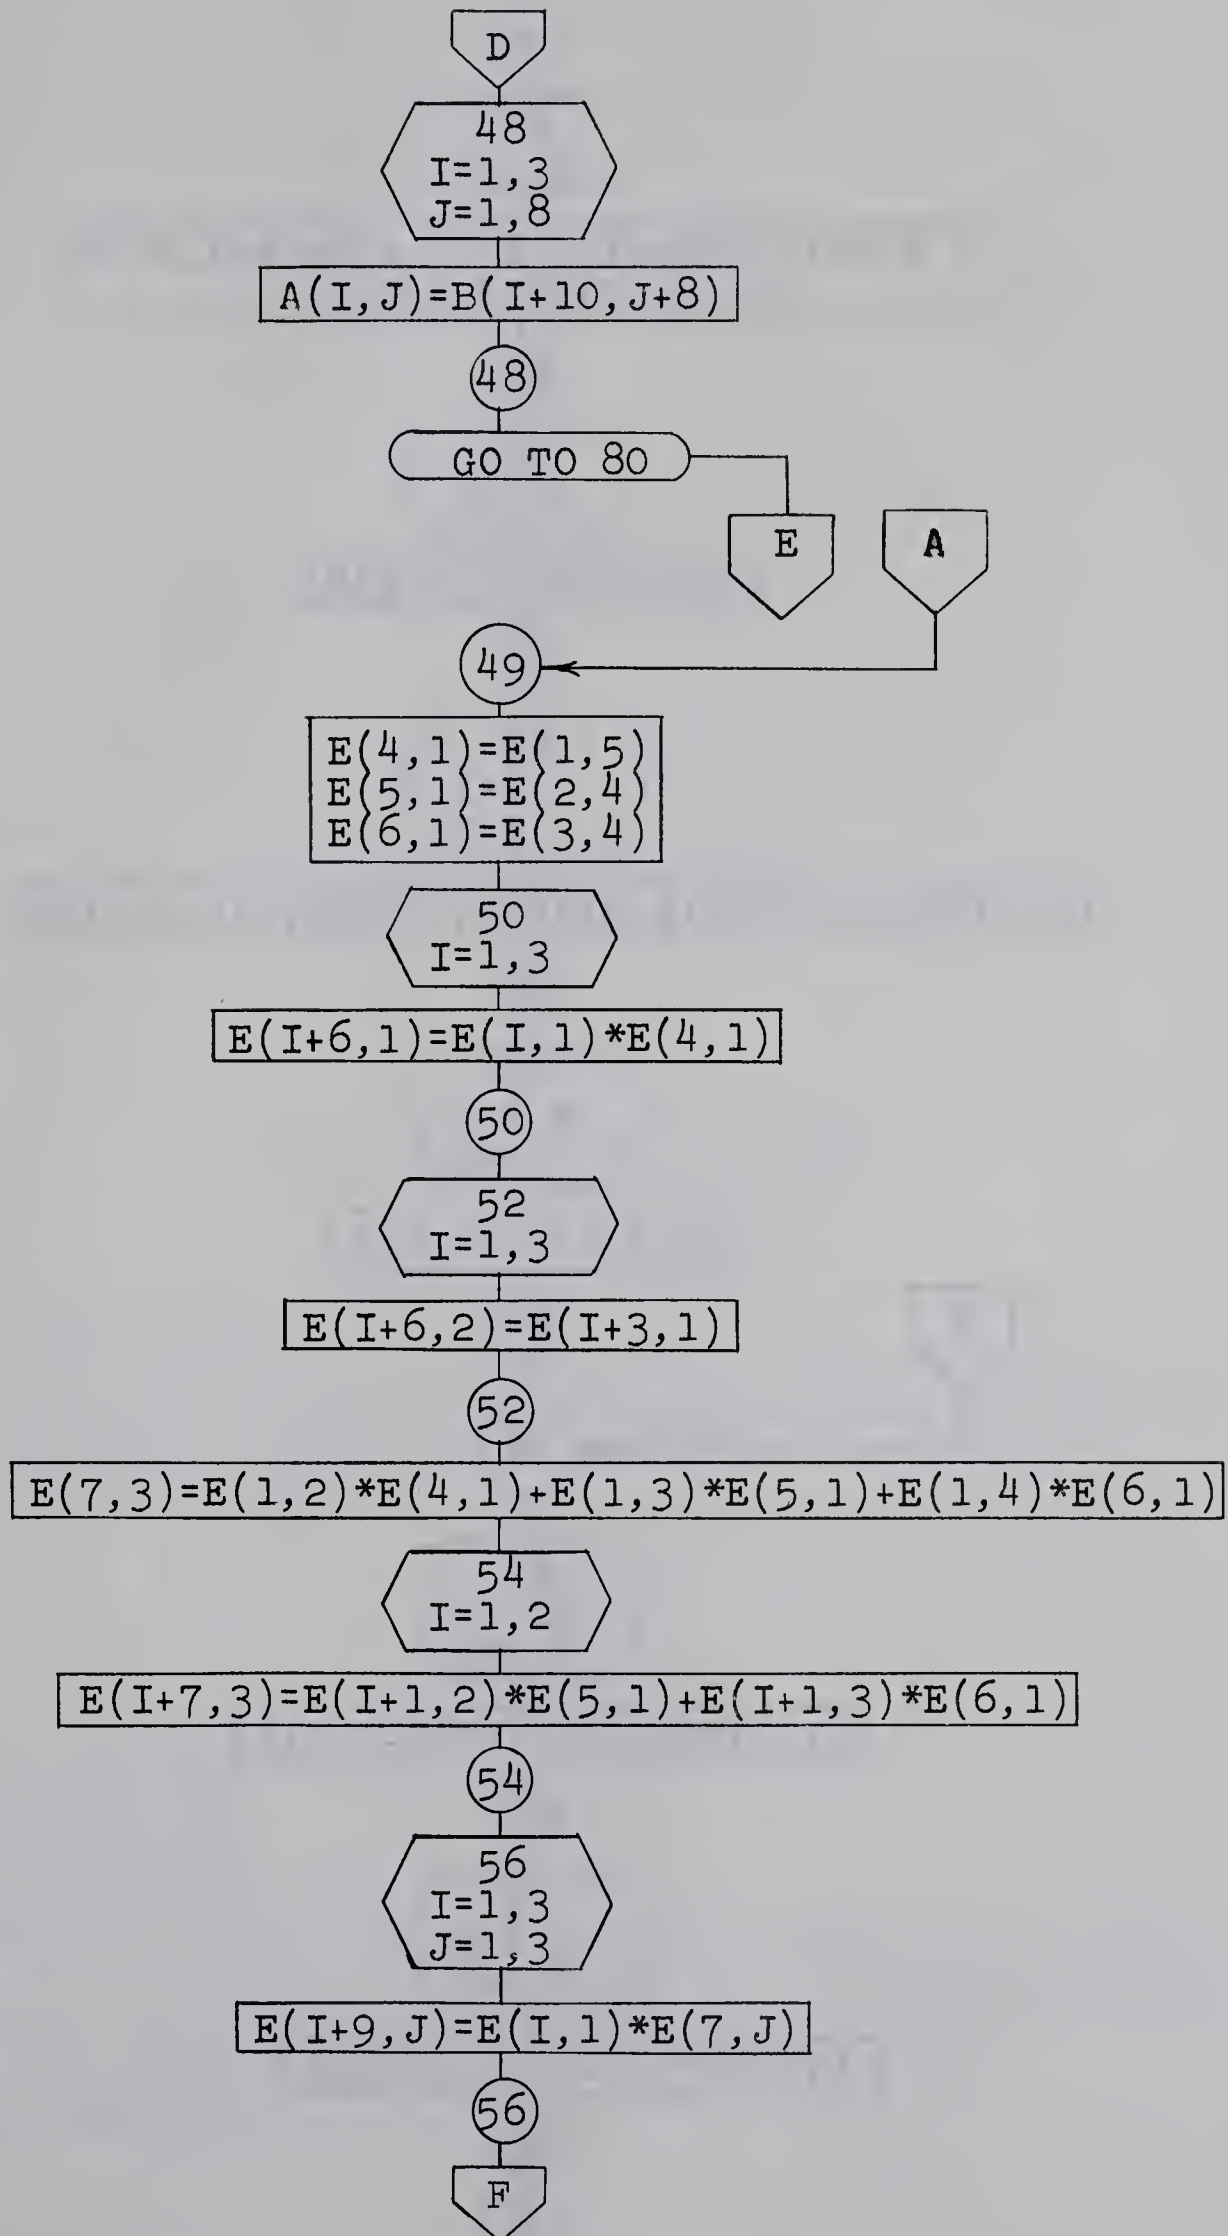 D
48
I=1,3
J=1,8
A(I,J)=B(I+10,J+8)
48
GO TO 80
E
A
49
E(4,1)=E(1,5)
E(5,1)=E(2,4)
E(6,1)=E(3,4)
50
I=1,3
E(I+6,1)=E(I,1)*E(4,1)
50
52
I=1,3
E(I+6,2)=E(I+3,1)
52
E(7,3)=E(1,2)*E(4,1)+E(1,3)*E(5,1)+E(1,4)*E(6,1)
54
I=1,2
E(I+7,3)=E(I+1,2)*E(5,1)+E(I+1,3)*E(6,1)
54
56
I=1,3
J=1,3
E(I+9,J)=E(I,1)*E(7,J)
56
F